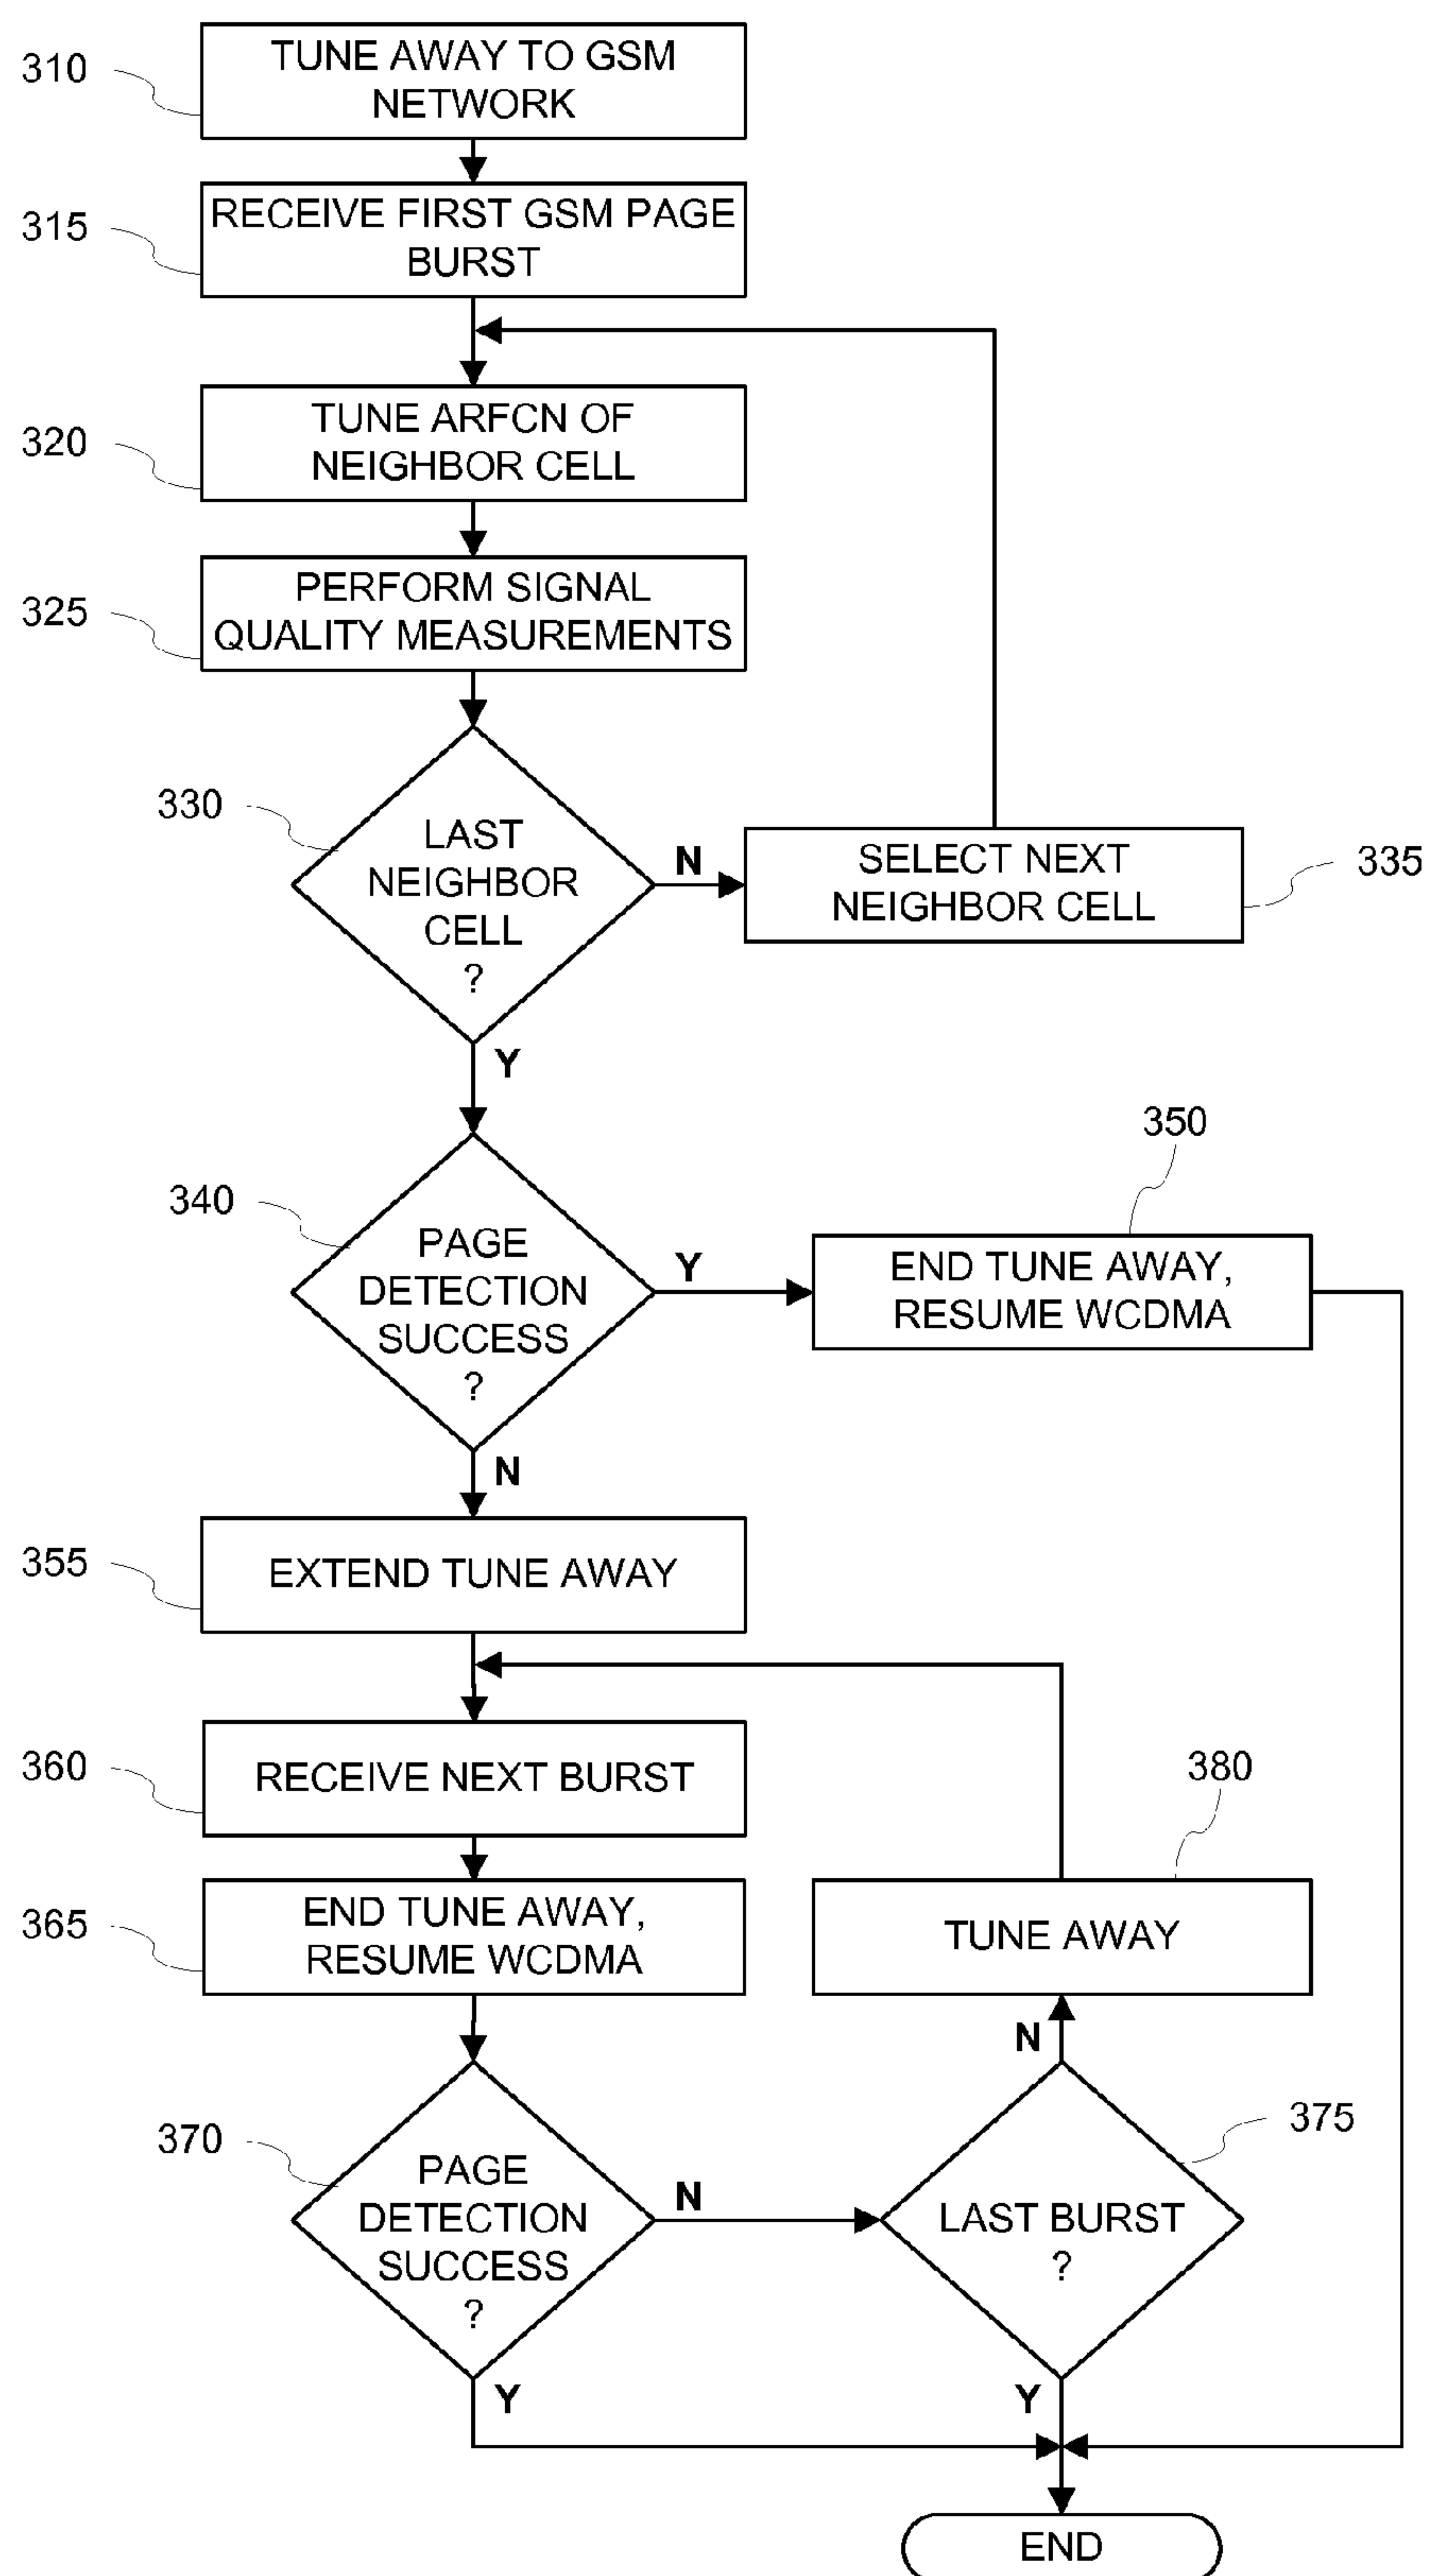 310
TUNE AWAY TO GSM
NETWORK
315
RECEIVE FIRST GSM PAGE
BURST
320
TUNE ARFCN OF
NEIGHBOR CELL
325
PERFORM SIGNAL
QUALITY MEASUREMENTS
330
LAST
NEIGHBOR
CELL
?
N
SELECT NEXT
NEIGHBOR CELL
335
Y
340
PAGE
DETECTION
SUCCESS
?
Y
350
END TUNE AWAY,
RESUME WCDMA
N
355
EXTEND TUNE AWAY
360
RECEIVE NEXT BURST
380
365
END TUNE AWAY,
RESUME WCDMA
TUNE AWAY
N
370
PAGE
DETECTION
SUCCESS
?
N
375
LAST BURST
?
Y
Y
END